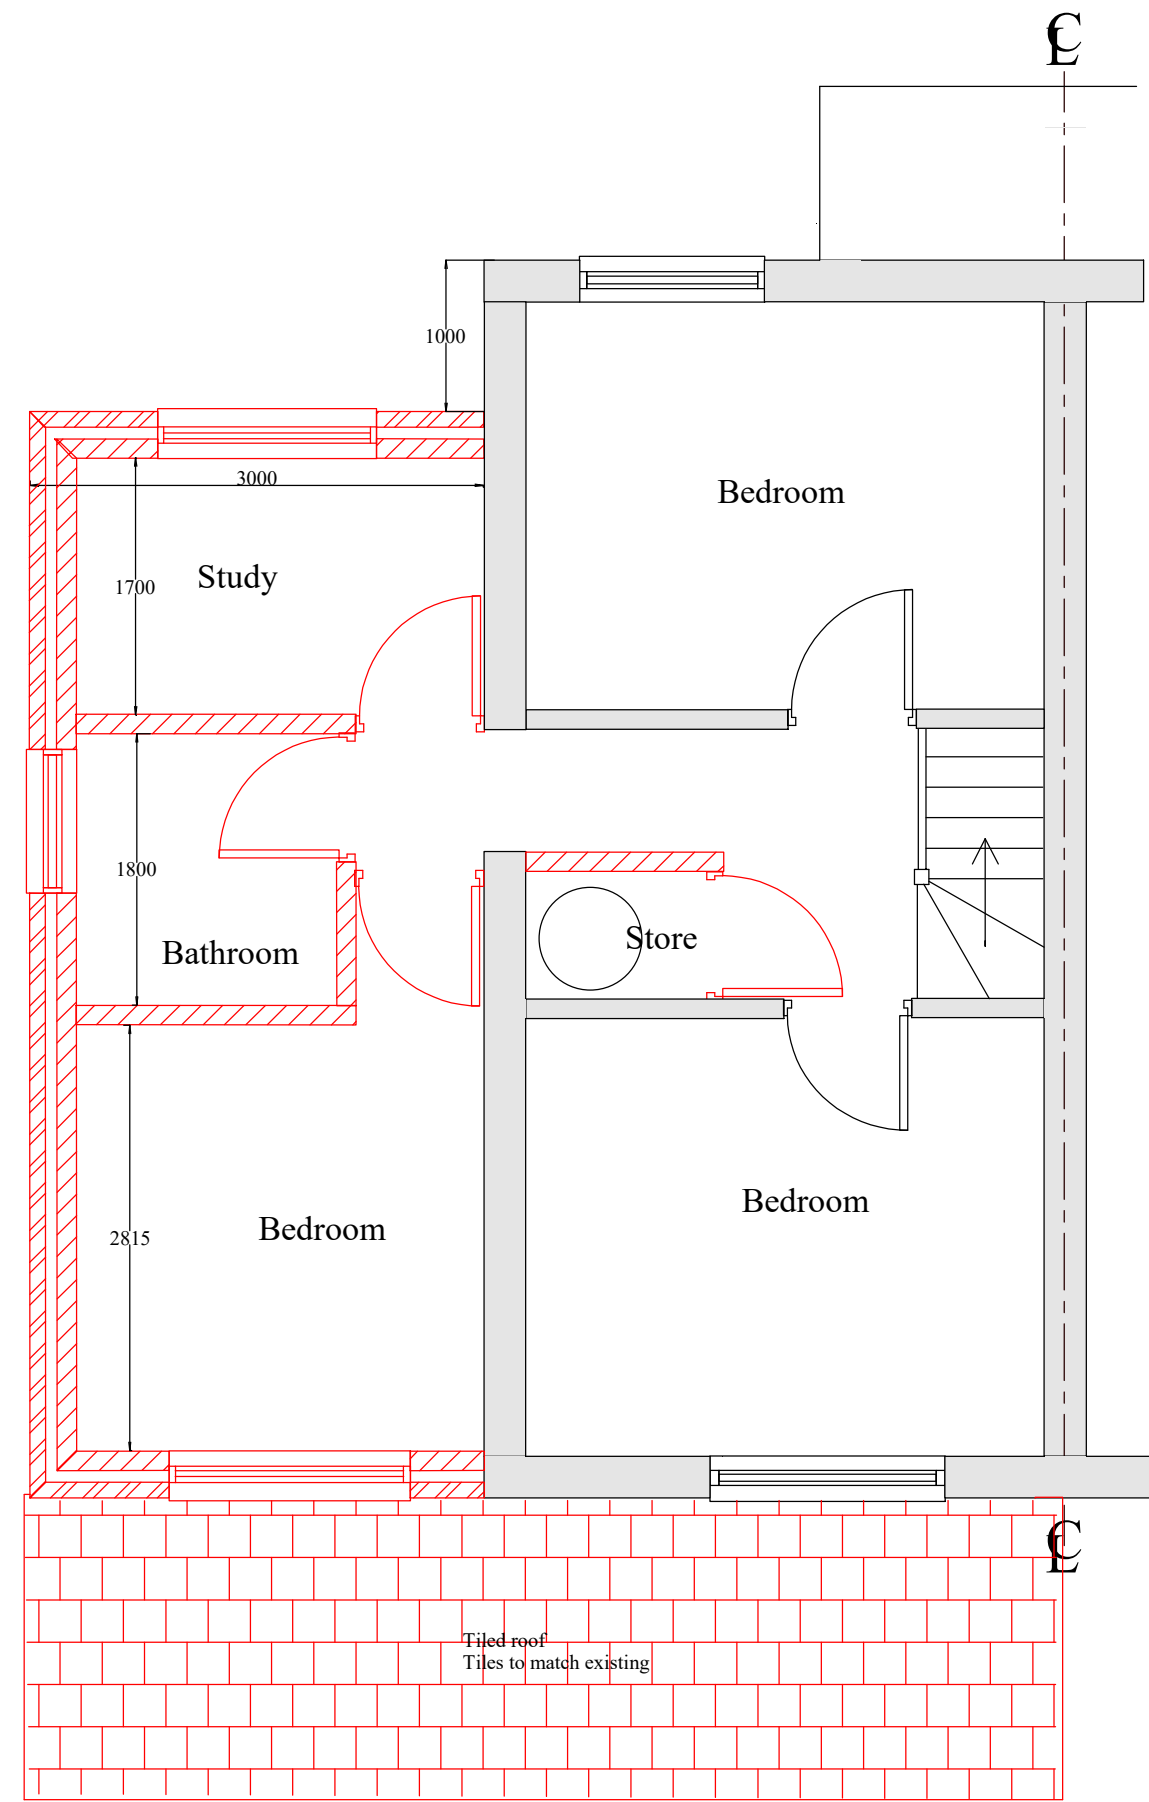 ℄
1000
3000
Bedroom
Study
1700
1800
Store
Bathroom
Bedroom
Bedroom
2815
℄
Tiled roof
Tiles to match existing